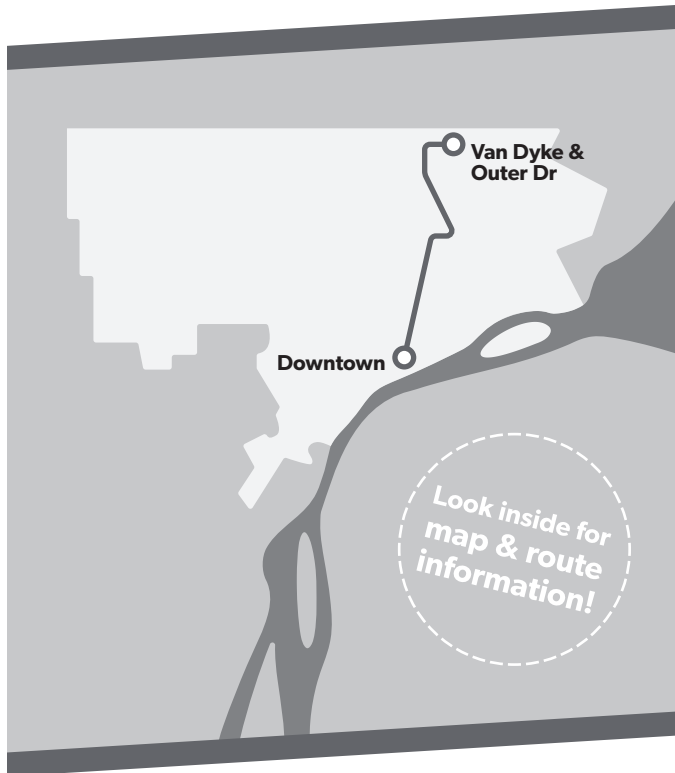 Van Dyke &
Outer Dr
Downtown
Look inside for
map & route
information!